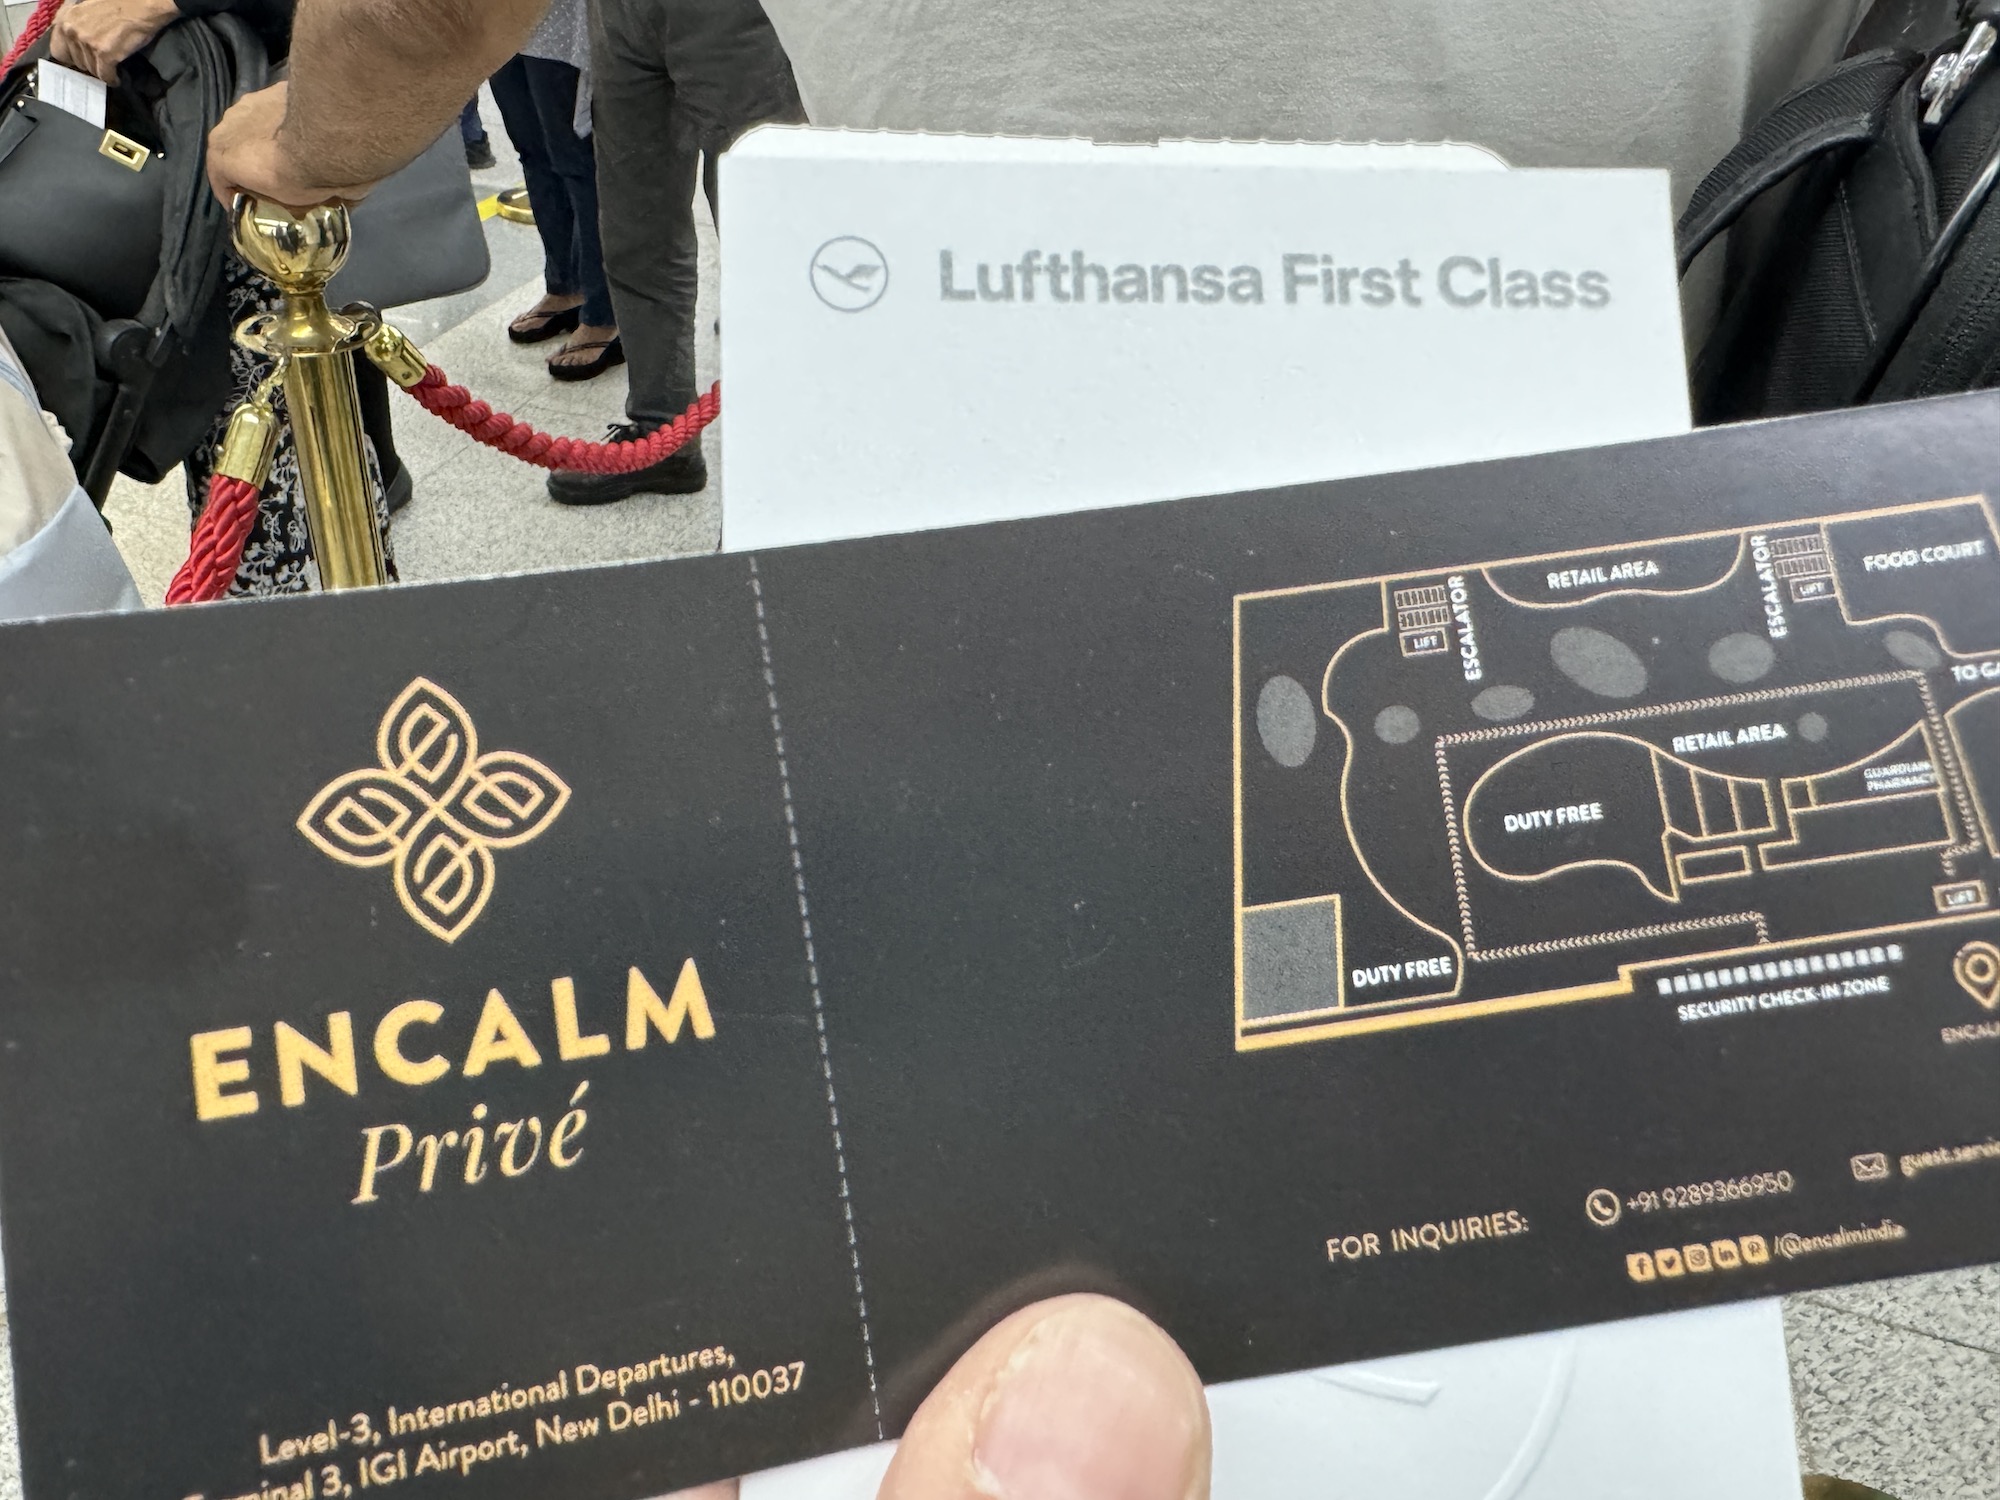 Lufthansa First Class
ENCALM
Privé
Level-3, International Departures,
3, IGI Airport, New Delhi - 110037
RETAIL AREA
ESCALATOR
LIFT
ESCALATOR
LIFT
FOOD COURT
TO
RETAIL AREA
GUARDIAN
PHARMACY
DUTY FREE
LIFT
DUTY FREE
SECURITY CHECK-IN ZONE
FOR INQUIRIES:
+91 9289366950
/@encalmindia